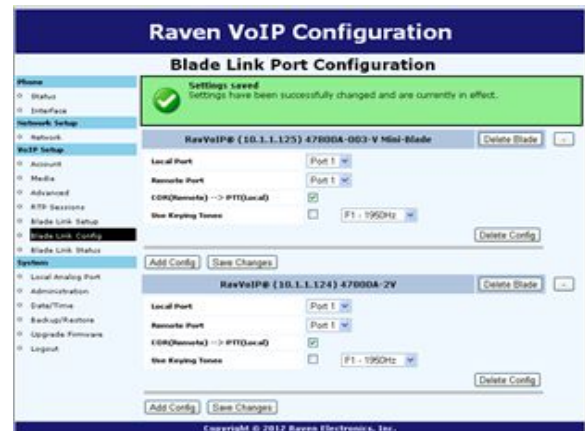 Raven VoIP Configuration
Blade Link Port Configuration
Phone
Status
Interface
Network Setup
Network
VoIP Setup
Account
Media
Advanced
RTP Sessions
Blade Link Setup
Blade Link Config
Blade Link Status
System
Local Analog Port
Administration
Date/Time
Backup/Restore
Upgrade Firmware
Logout
Settings saved
Settings have been successfully changed and are currently in effect.
RavVoIP® (10.1.1.125) 47800A-003-V Mini-Blade
Delete Blade
-
Local Port
Port 1
Remote Port
Port 1
COR(Remote) --> PTT(Local)
Use Keying Tones
F1 - 1950Hz
Delete Config
Add Config
Save Changes
RavVoIP® (10.1.1.124) 47800A-2V
Delete Blade
-
Local Port
Port 1
Remote Port
Port 1
COR(Remote) --> PTT(Local)
Use Keying Tones
F1 - 1950Hz
Delete Config
Add Config
Save Changes
Copyright © 2012 Raven Electronics, Inc.